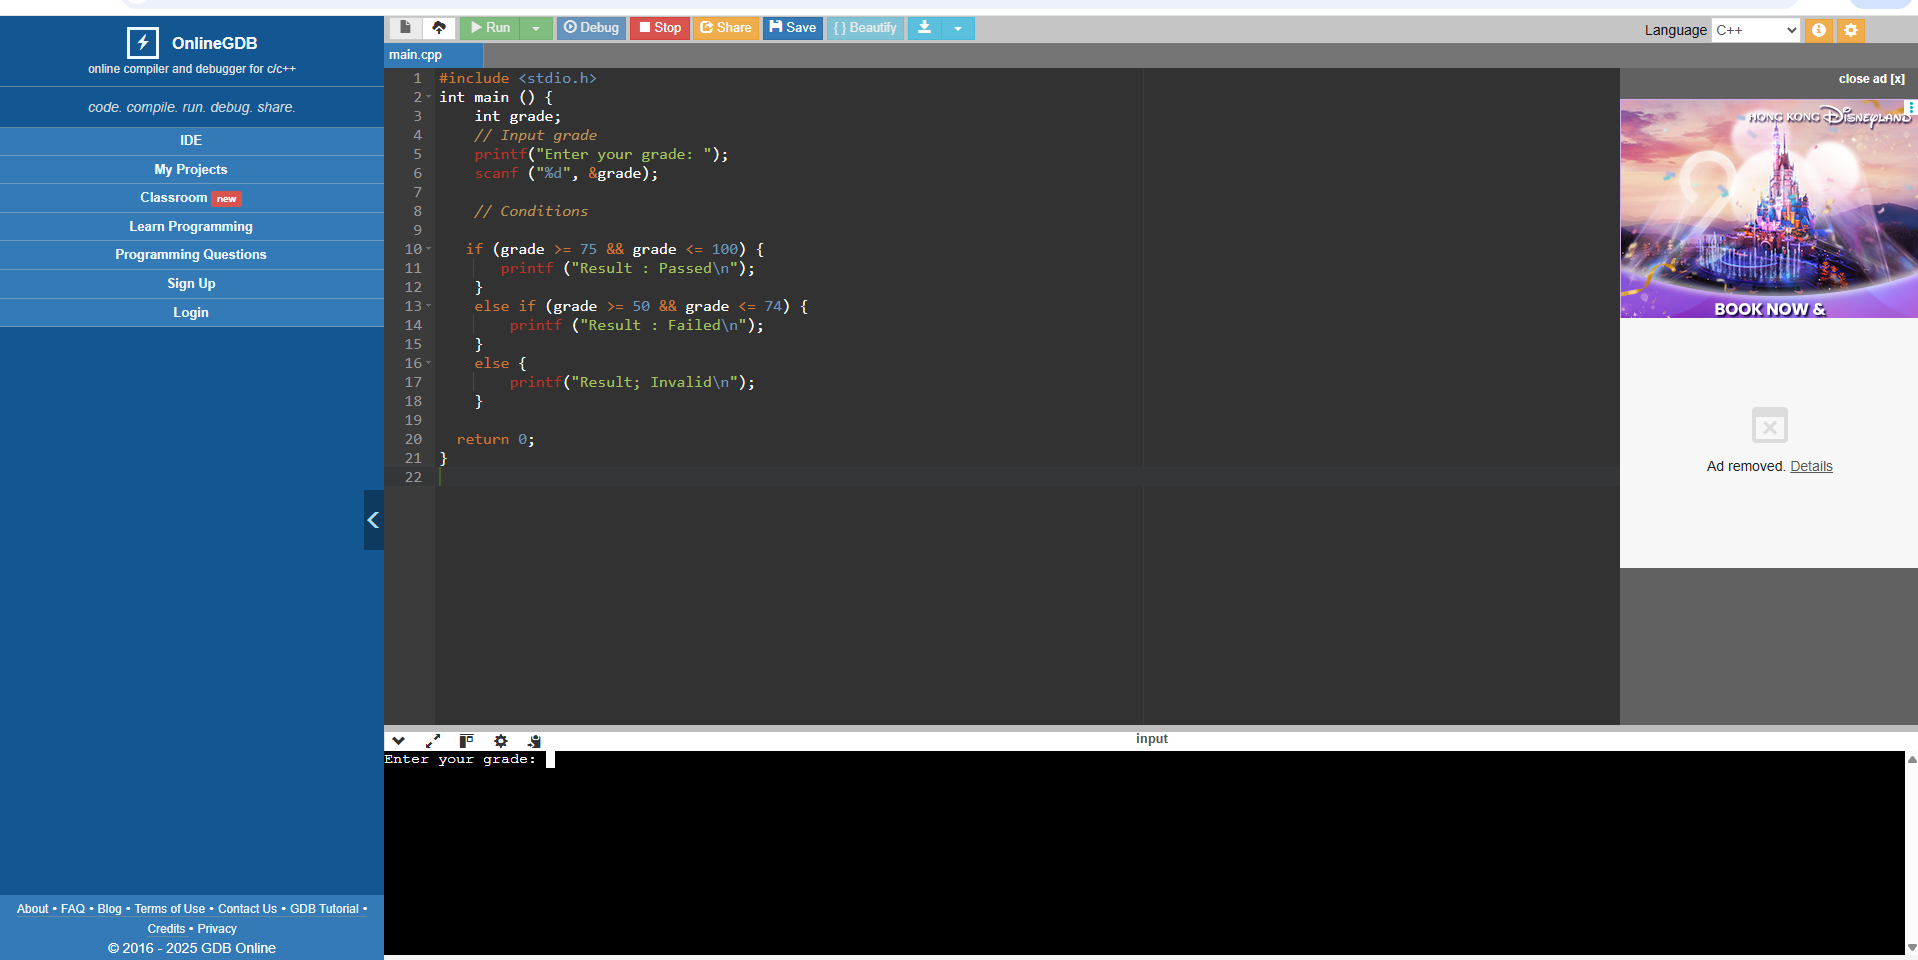 OnlineGDB
online compiler and debugger for c/c++
code. compile. run. debug. share.
IDE
My Projects
Classroom new
Learn Programming
Programming Questions
Sign Up
Login
About • FAQ • Blog • Terms of Use • Contact Us • GDB Tutorial •
Credits • Privacy
© 2016 - 2025 GDB Online
Run Debug Stop Share Save { } Beautify
Language C++
main.cpp
1 #include <stdio.h>
2 int main () {
3 int grade;
4 // Input grade
5 printf("Enter your grade: ");
6 scanf ("%d", &grade);
7
8 // Conditions
9
10 if (grade >= 75 && grade <= 100) {
11 printf ("Result : Passed\n");
12 }
13 else if (grade >= 50 && grade <= 74) {
14 printf ("Result : Failed\n");
15 }
16 else {
17 printf("Result; Invalid\n");
18 }
19
20 return 0;
21 }
22
close ad [x]
HONG KONG DISNEYLAND
BOOK NOW &
Ad removed. Details
input
Enter your grade: